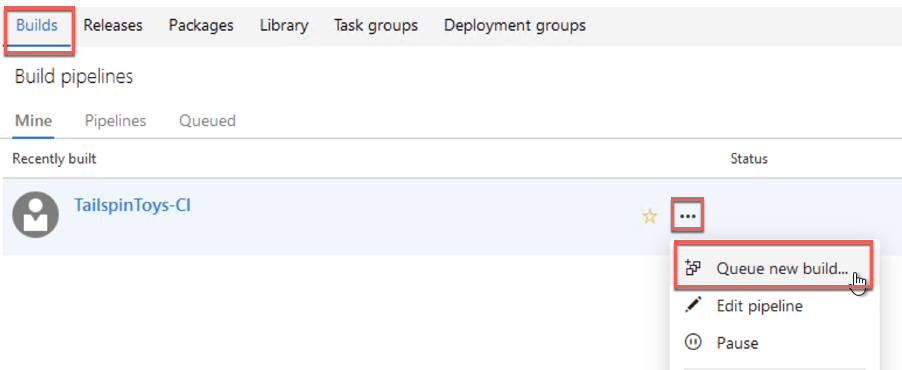 Builds Releases Packages Library Task groups Deployment groups
Build pipelines
Mine Pipelines Queued
Recently built Status
TailspinToys-CI
Queue new build...
Edit pipeline
Pause